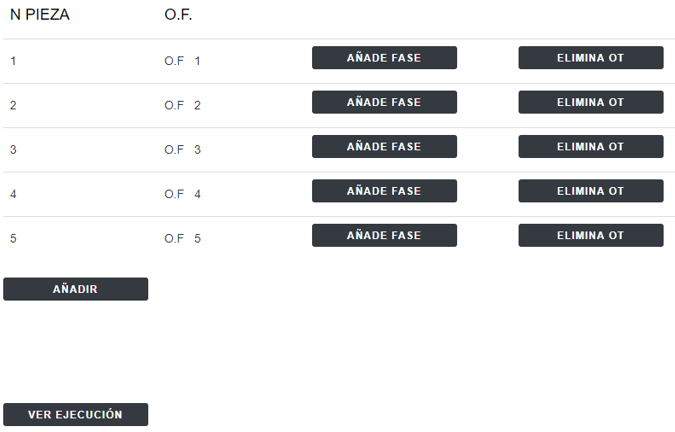 N PIEZA O.F.
1 O.F 1 AÑADE FASE ELIMINA OT
2 O.F 2 AÑADE FASE ELIMINA OT
3 O.F 3 AÑADE FASE ELIMINA OT
4 O.F 4 AÑADE FASE ELIMINA OT
5 O.F 5 AÑADE FASE ELIMINA OT
AÑADIR
VER EJECUCIÓN